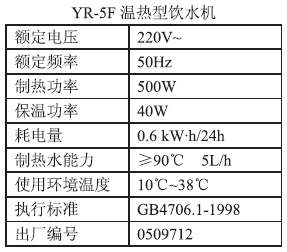 YR-5F 温热型饮水机
额定电压 220V~
额定频率 50Hz
制热功率 500W
保温功率 40W
耗电量 0.6 kW·h/24h
制热水能力 ≥90℃ 5L/h
使用环境温度 10℃~38℃
执行标准 GB4706.1-1998
出厂编号 0509712